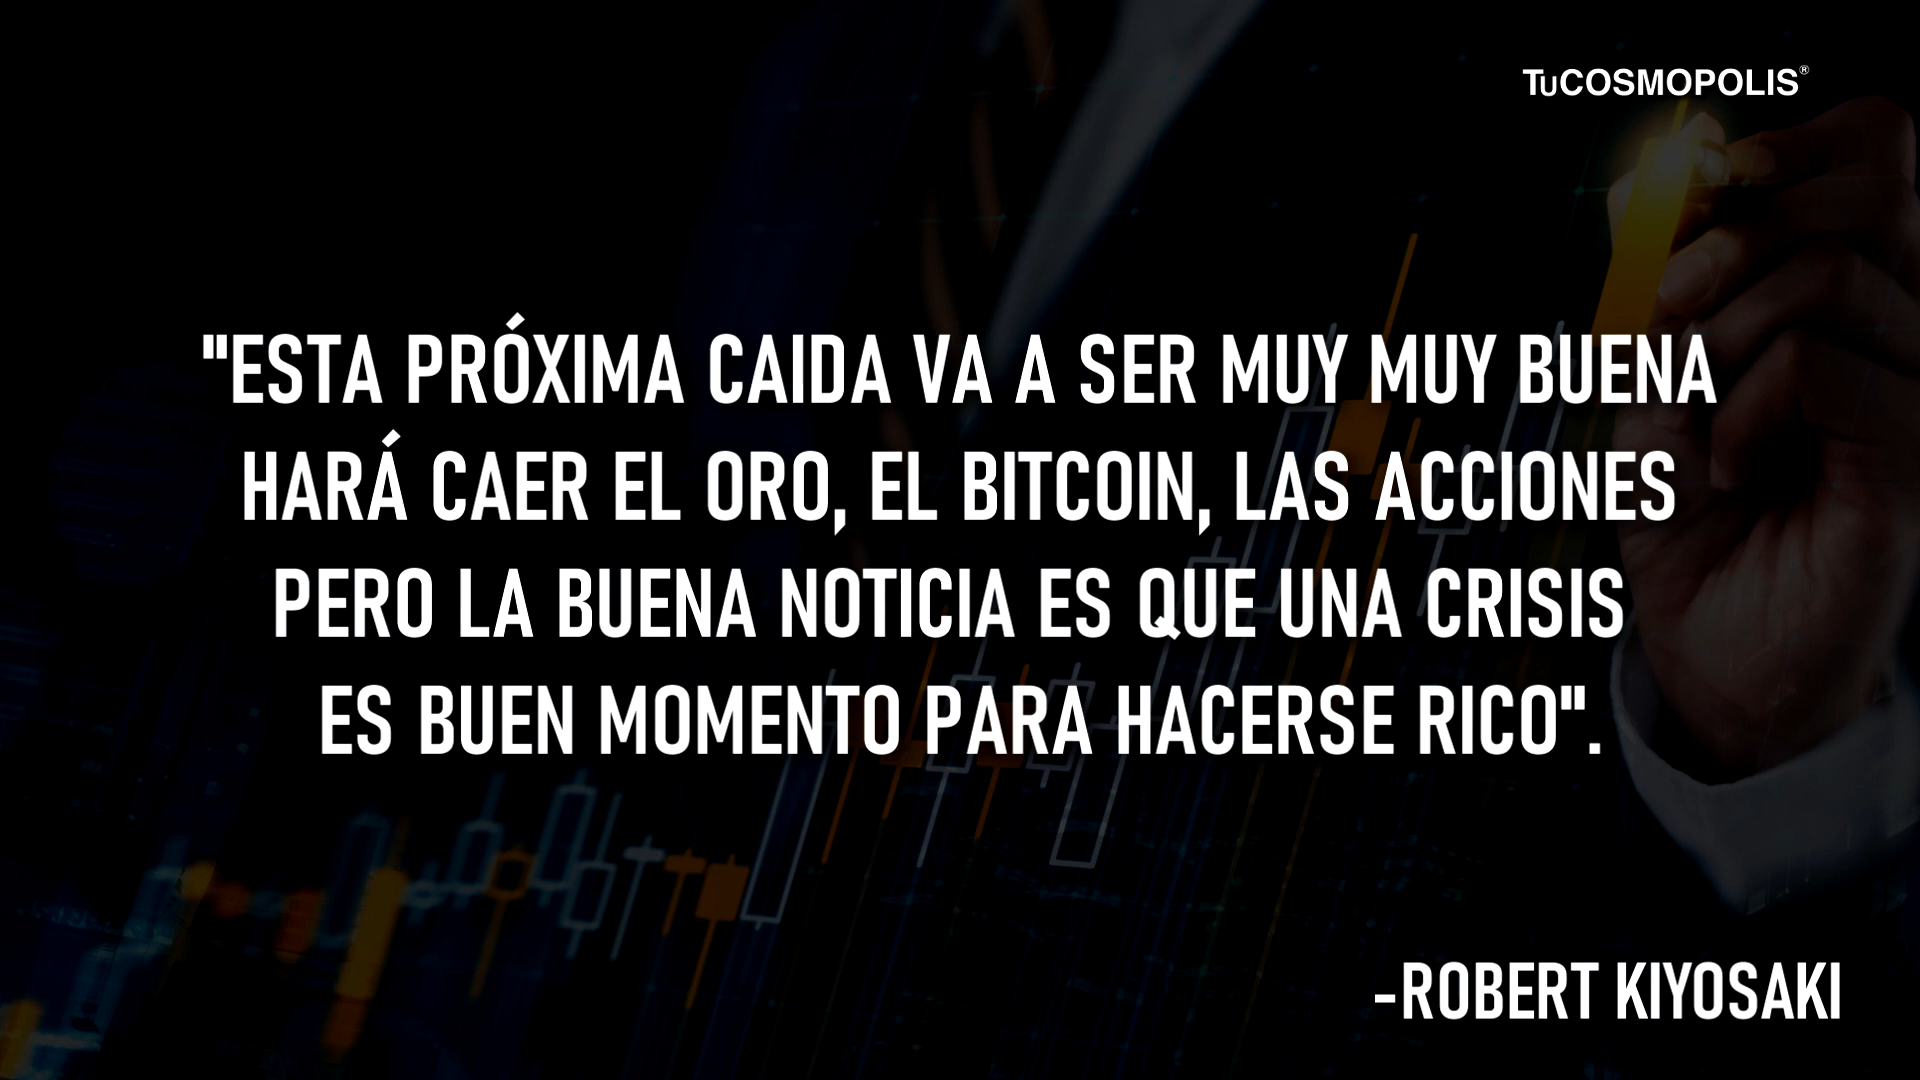 TuCOSMOPOLIS®
"ESTA PRÓXIMA CAIDA VA A SER MUY MUY BUENA
HARÁ CAER EL ORO, EL BITCOIN, LAS ACCIONES
PERO LA BUENA NOTICIA ES QUE UNA CRISIS
ES BUEN MOMENTO PARA HACERSE RICO".
-ROBERT KIYOSAKI